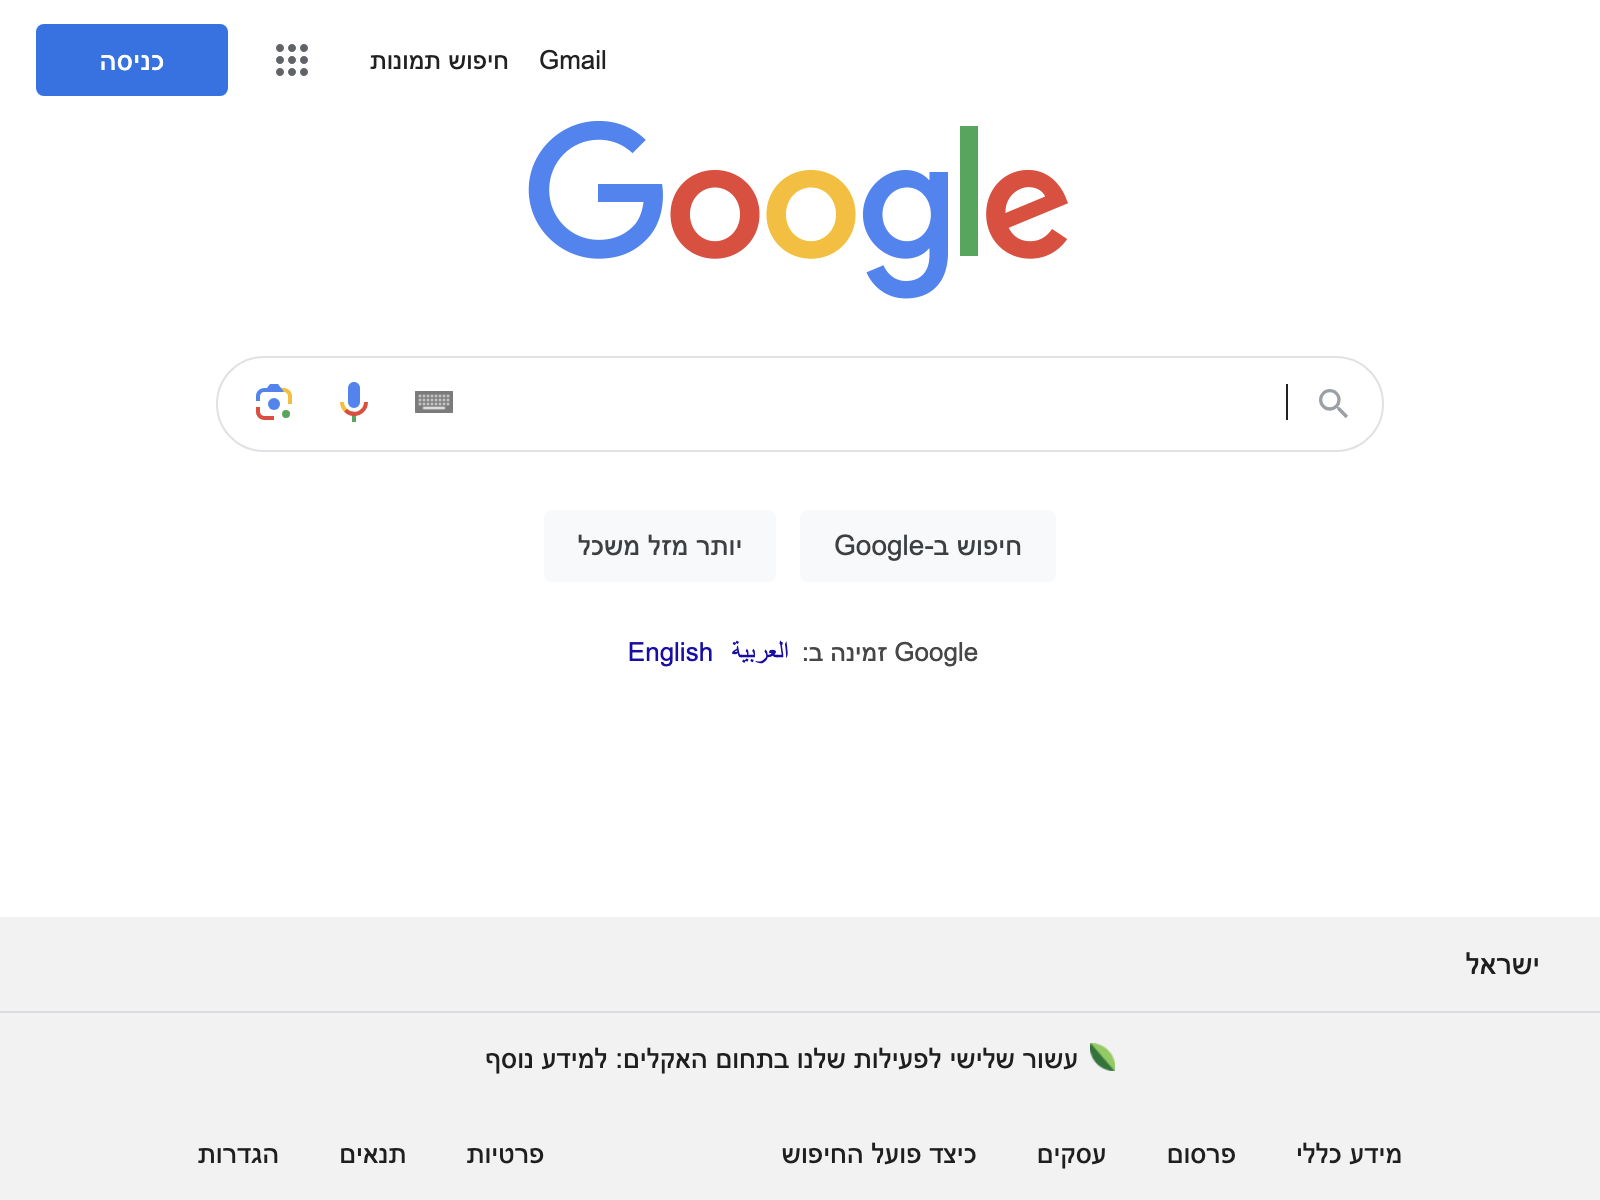 Gmail חיפוש תמונות כניסה
Google
חיפוש ב-Google יותר מזל משכל
Google זמינה ב: العربية English
ישראל
עשור שלישי לפעילות שלנו בתחום האקלים: למידע נוסף
מידע כללי פרסום עסקים כיצד פועל החיפוש פרטיות תנאים הגדרות